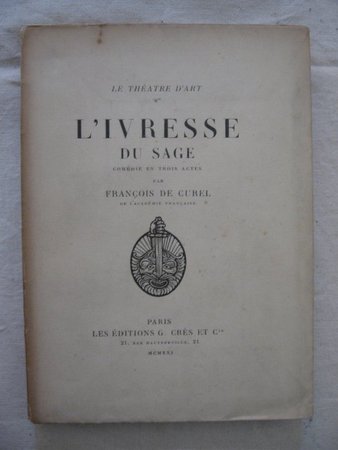 LE THÉATRE D'ART
L'IVRESSE
DU SAGE
COMÉDIE EN TROIS ACTES
PAR
FRANÇOIS DE CUREL
DE L'ACADÉMIE FRANÇAISE
PARIS
LES ÉDITIONS G. CRÈS ET Cie
21, RUE HAUTEFEUILLE, 21
MCMXXI